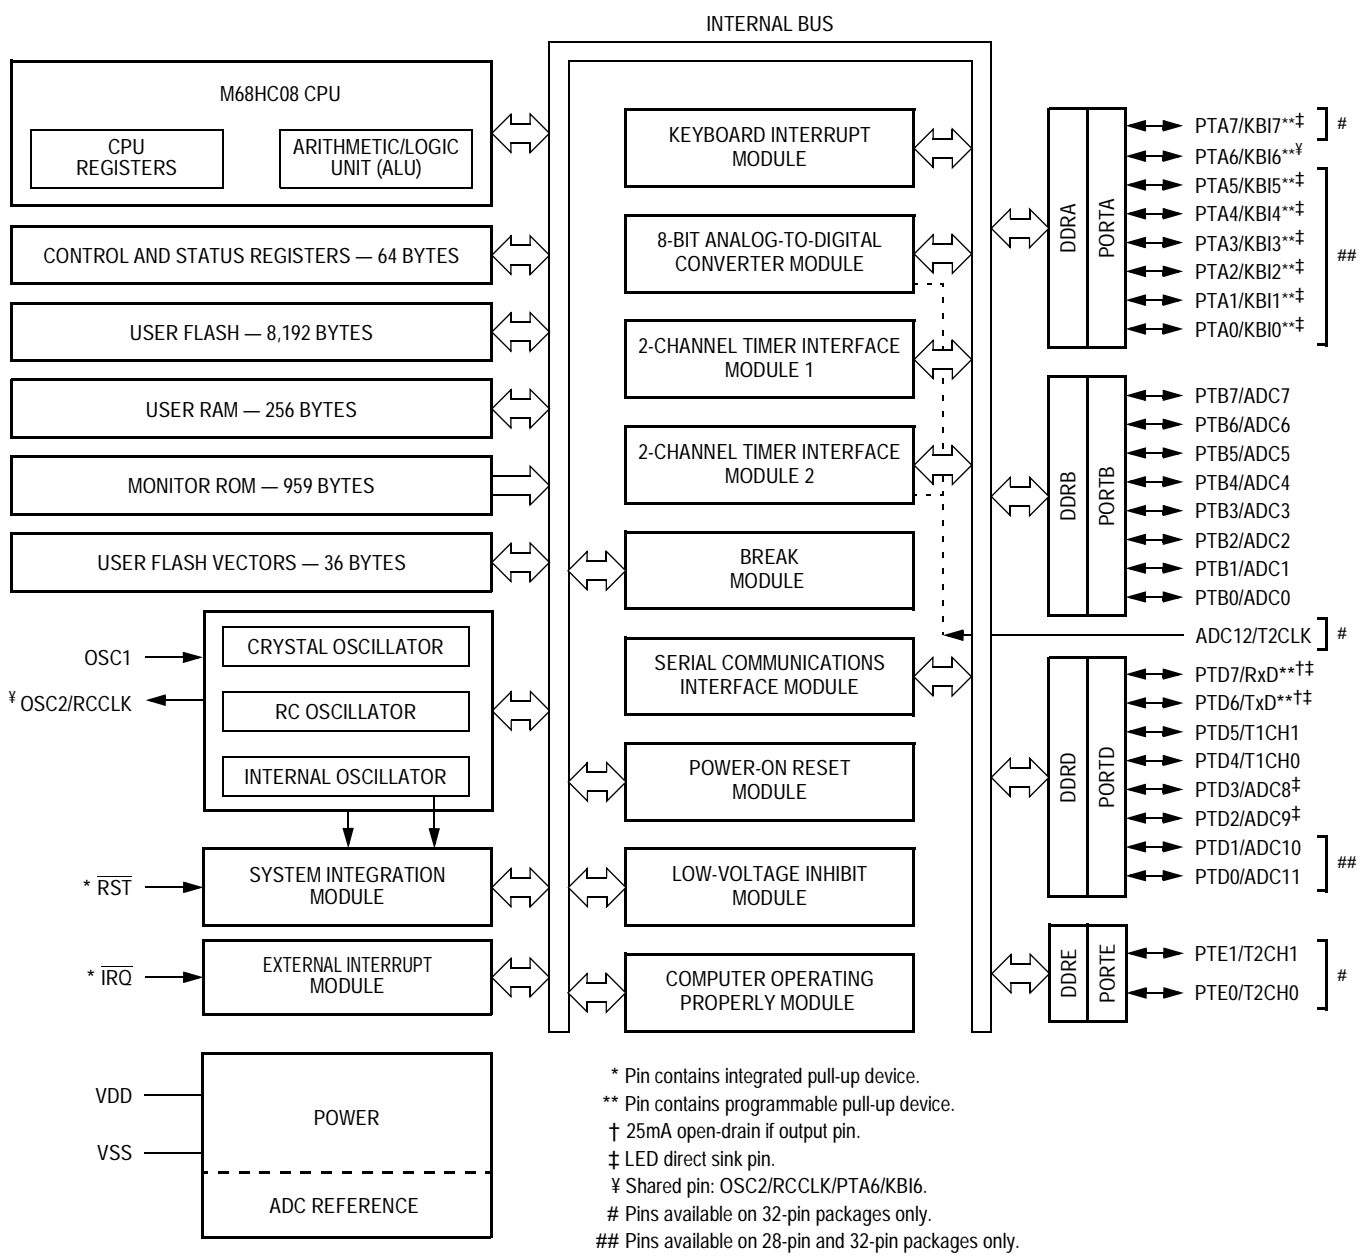 INTERNAL BUS
M68HC08 CPU
CPU
REGISTERS
ARITHMETIC/LOGIC
UNIT (ALU)
CONTROL AND STATUS REGISTERS — 64 BYTES
USER FLASH — 8,192 BYTES
USER RAM — 256 BYTES
MONITOR ROM — 959 BYTES
USER FLASH VECTORS — 36 BYTES
OSC1
¥ OSC2/RCCLK
CRYSTAL OSCILLATOR
RC OSCILLATOR
INTERNAL OSCILLATOR
* RST
SYSTEM INTEGRATION
MODULE
* IRQ
EXTERNAL INTERRUPT
MODULE
VDD
VSS
POWER
ADC REFERENCE
KEYBOARD INTERRUPT
MODULE
8-BIT ANALOG-TO-DIGITAL
CONVERTER MODULE
2-CHANNEL TIMER INTERFACE
MODULE 1
2-CHANNEL TIMER INTERFACE
MODULE 2
BREAK
MODULE
SERIAL COMMUNICATIONS
INTERFACE MODULE
POWER-ON RESET
MODULE
LOW-VOLTAGE INHIBIT
MODULE
COMPUTER OPERATING
PROPERLY MODULE
DDRA
PORTA
PTA7/KBI7**‡
#
PTA6/KBI6**¥
PTA5/KBI5**‡
PTA4/KBI4**‡
PTA3/KBI3**‡
##
PTA2/KBI2**‡
PTA1/KBI1**‡
PTA0/KBI0**‡
DDRB
PORTB
PTB7/ADC7
PTB6/ADC6
PTB5/ADC5
PTB4/ADC4
PTB3/ADC3
PTB2/ADC2
PTB1/ADC1
PTB0/ADC0
ADC12/T2CLK
#
DDRD
PORTD
PTD7/RxD**†‡
PTD6/TxD**†‡
PTD5/T1CH1
PTD4/T1CH0
PTD3/ADC8‡
PTD2/ADC9‡
PTD1/ADC10
##
PTD0/ADC11
DDRE
PORTE
PTE1/T2CH1
#
PTE0/T2CH0
* Pin contains integrated pull-up device.
** Pin contains programmable pull-up device.
† 25mA open-drain if output pin.
‡ LED direct sink pin.
¥ Shared pin: OSC2/RCCLK/PTA6/KBI6.
# Pins available on 32-pin packages only.
## Pins available on 28-pin and 32-pin packages only.